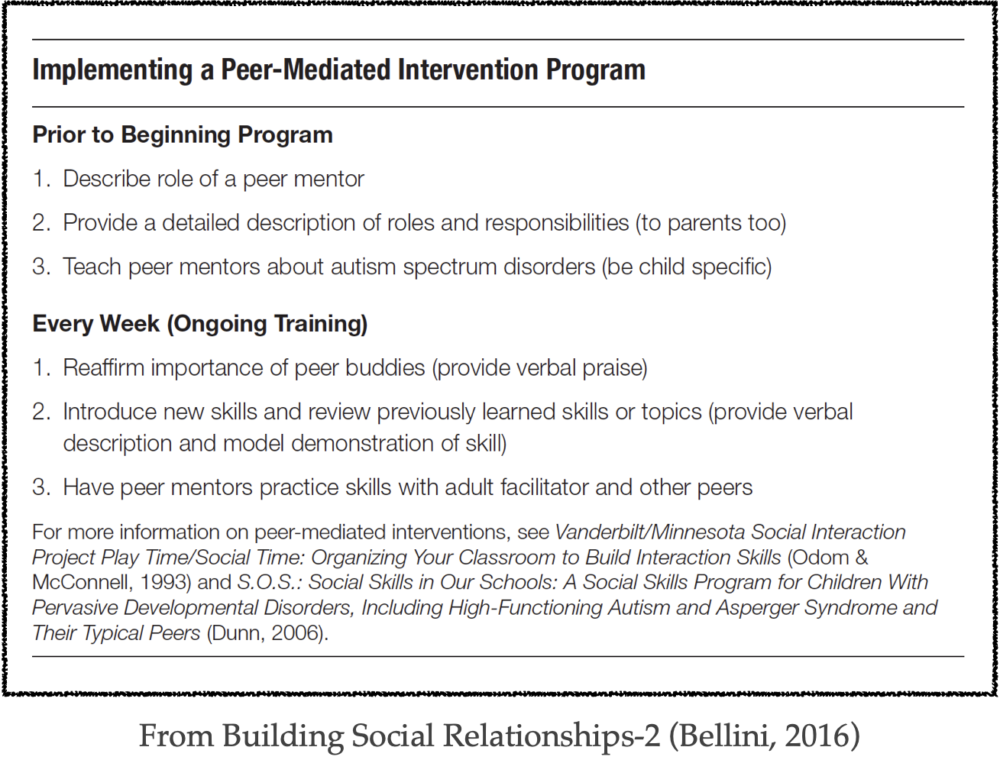 Implementing a Peer-Mediated Intervention Program
Prior to Beginning Program
1. Describe role of a peer mentor
2. Provide a detailed description of roles and responsibilities (to parents too)
3. Teach peer mentors about autism spectrum disorders (be child specific)
Every Week (Ongoing Training)
1. Reaffirm importance of peer buddies (provide verbal praise)
2. Introduce new skills and review previously learned skills or topics (provide verbal
description and model demonstration of skill)
3. Have peer mentors practice skills with adult facilitator and other peers
For more information on peer-mediated interventions, see Vanderbilt/Minnesota Social Interaction
Project Play Time/Social Time: Organizing Your Classroom to Build Interaction Skills (Odom &
McConnell, 1993) and S.O.S.: Social Skills in Our Schools: A Social Skills Program for Children With
Pervasive Developmental Disorders, Including High-Functioning Autism and Asperger Syndrome and
Their Typical Peers (Dunn, 2006).
From Building Social Relationships-2 (Bellini, 2016)